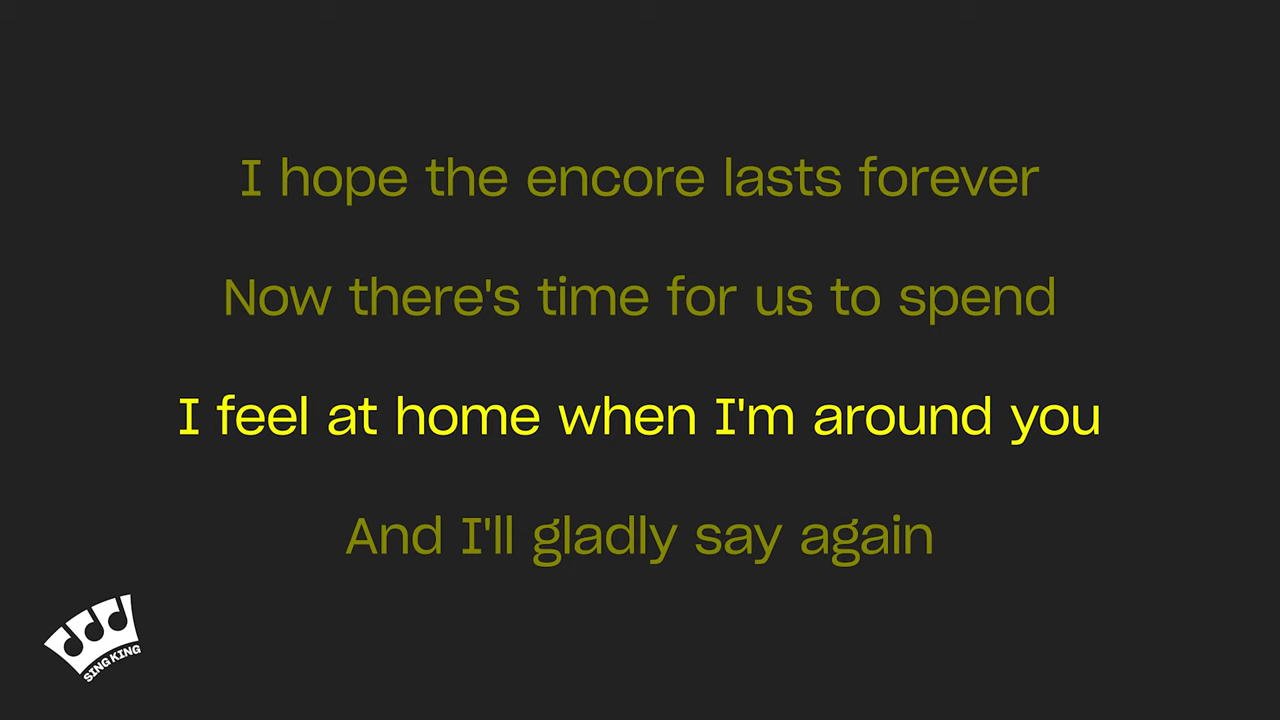 I hope the encore lasts forever
Now there's time for us to spend
I feel at home when I'm around you
And I'll gladly say again
SING KING